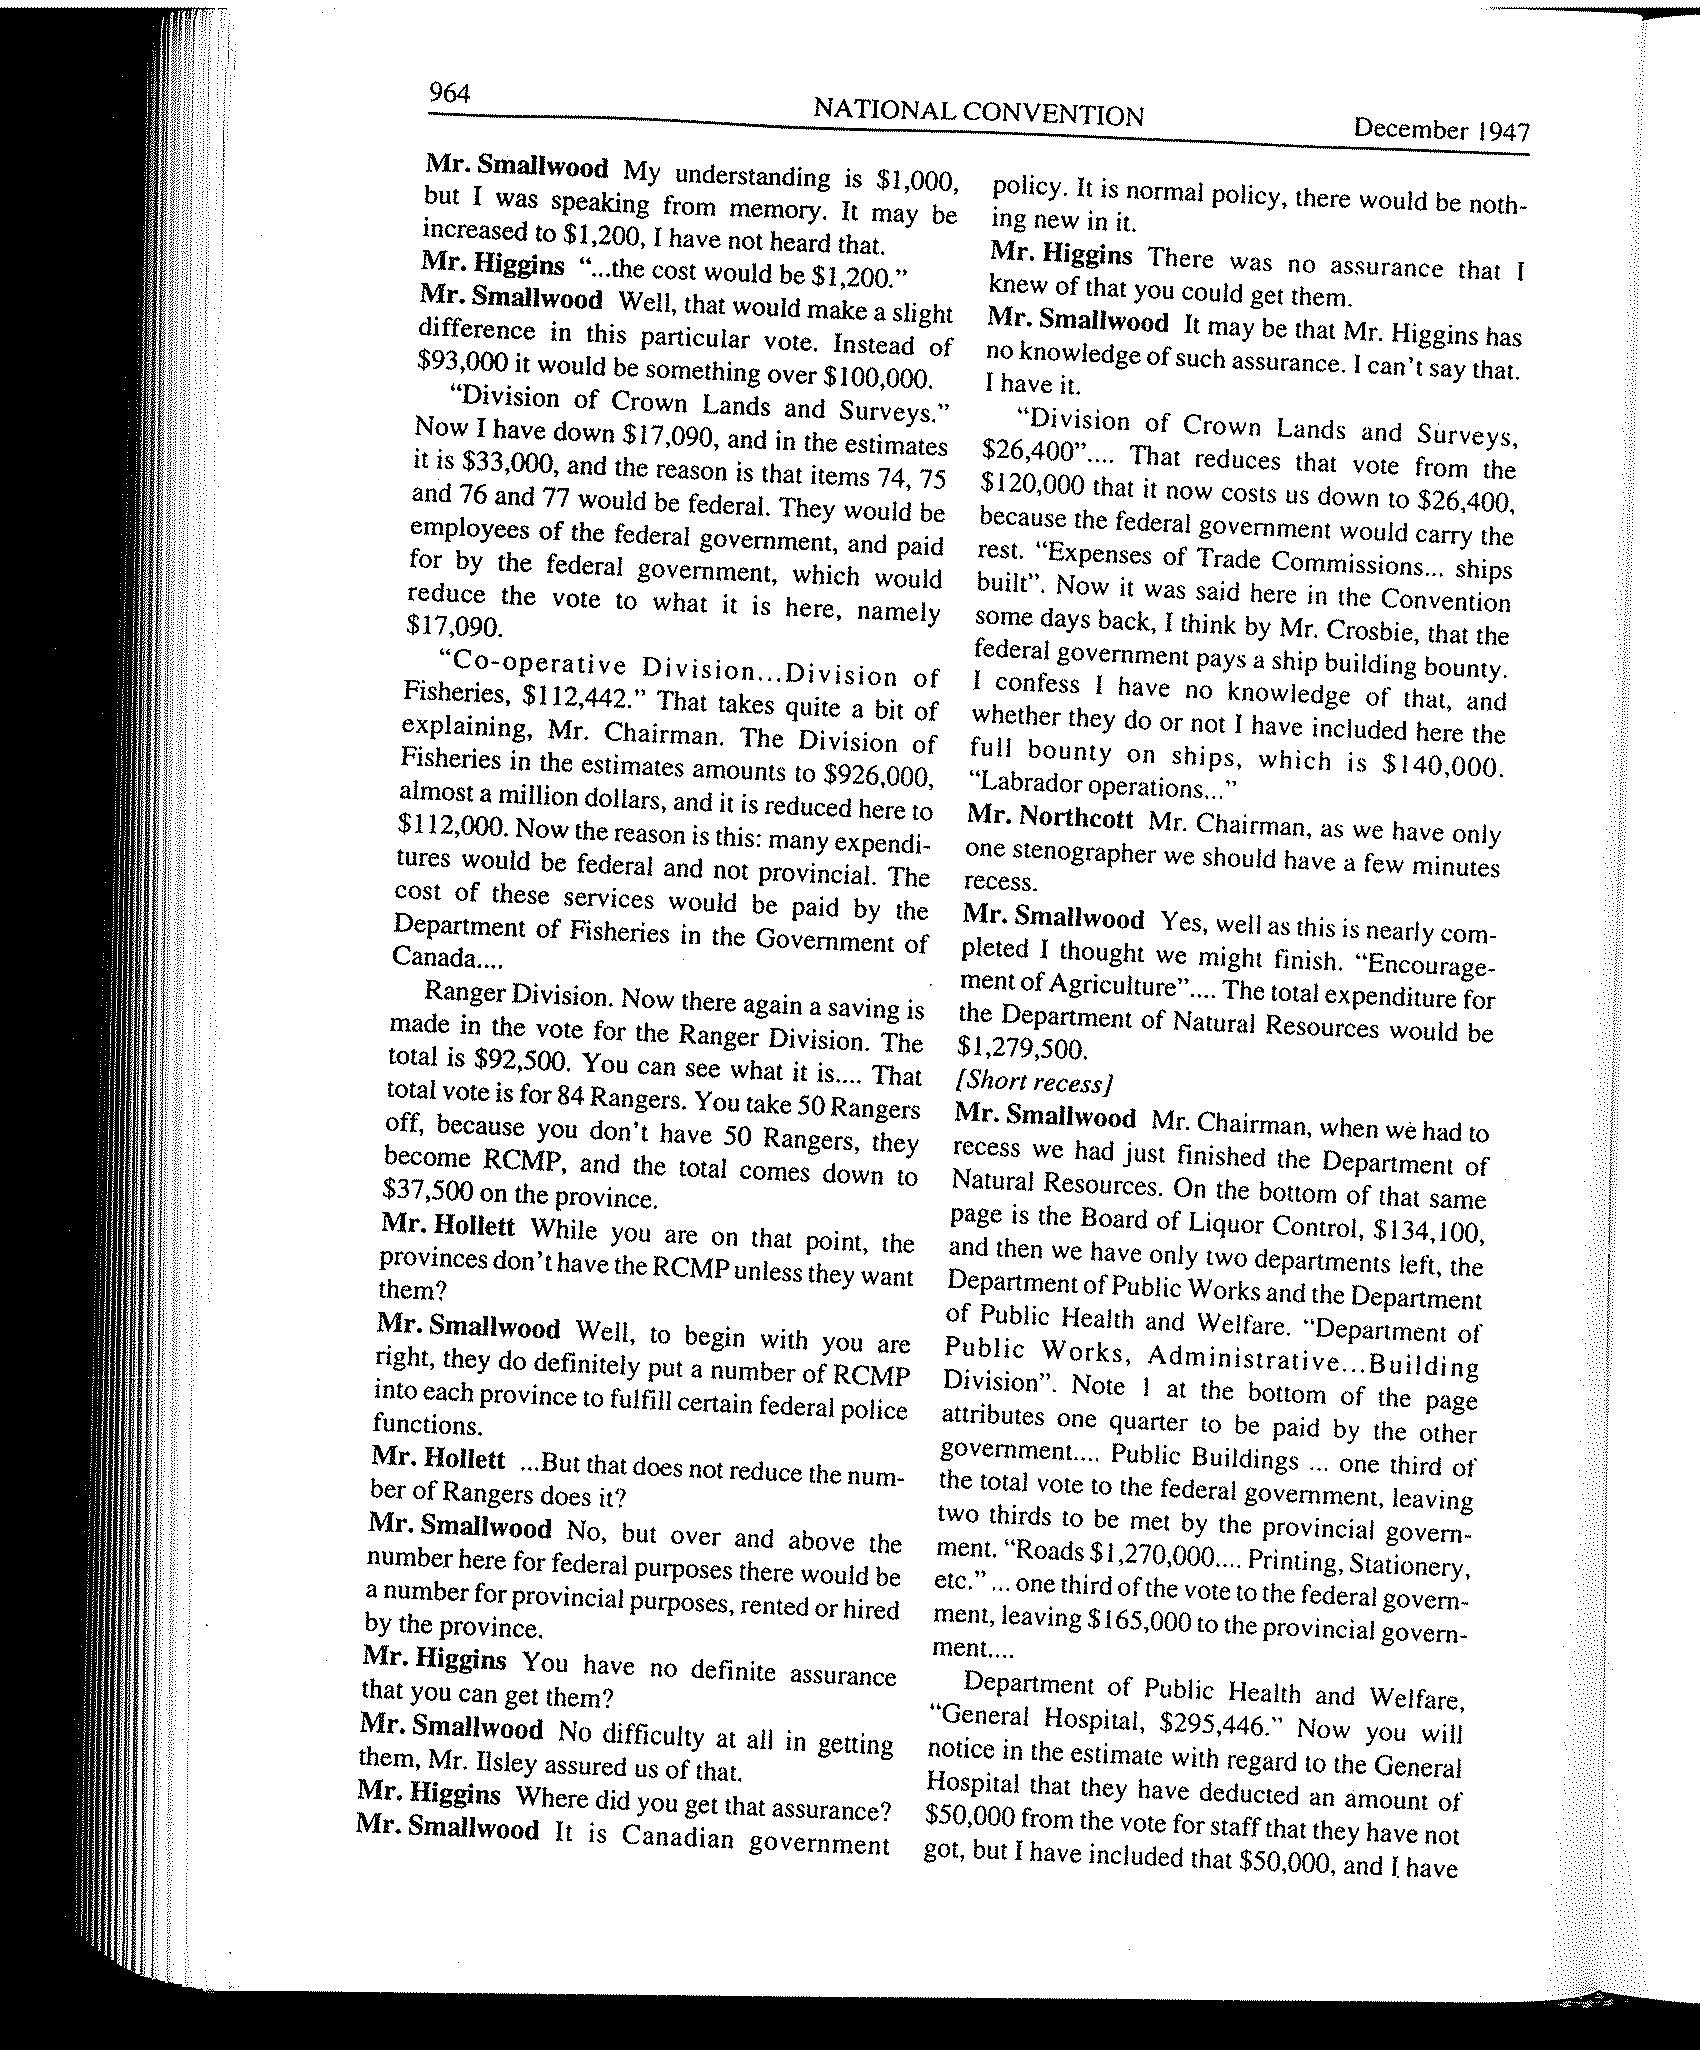 964
NATIONAL CONVENTION
December 1947
Mr. Smallwood My understanding is $1,000,
but I was speaking from memory. It may be
increased to $1,200, I have not heard that.
Mr. Higgins "...the cost would be $1,200."
Mr. Smallwood Well, that would make a slight
difference in this particular vote. Instead of
$93,000 it would be something over $100,000.
"Division of Crown Lands and Surveys."
Now I have down $17,090, and in the estimates
it is $33,000, and the reason is that items 74, 75
and 76 and 77 would be federal. They would be
employees of the federal government, and paid
for by the federal government, which would
reduce the vote to what it is here, namely
$17,090.
"Co-operative Division...Division of
Fisheries, $112,442." That takes quite a bit of
explaining, Mr. Chairman. The Division of
Fisheries in the estimates amounts to $926,000,
almost a million dollars, and it is reduced here to
$112,000. Now the reason is this: many expendi-
tures would be federal and not provincial. The
cost of these services would be paid by the
Department of Fisheries in the Government of
Canada....
Ranger Division. Now there again a saving is
made in the vote for the Ranger Division. The
total is $92,500. You can see what it is.... That
total vote is for 84 Rangers. You take 50 Rangers
off, because you don't have 50 Rangers, they
become RCMP, and the total comes down to
$37,500 on the province.
Mr. Hollett While you are on that point, the
provinces don't have the RCMP unless they want
them?
Mr. Smallwood Well, to begin with you are
right, they do definitely put a number of RCMP
into each province to fulfill certain federal police
functions.
Mr. Hollett ...But that does not reduce the num-
ber of Rangers does it?
Mr. Smallwood No, but over and above the
number here for federal purposes there would be
a number for provincial purposes, rented or hired
by the province.
Mr. Higgins You have no definite assurance
that you can get them?
Mr. Smallwood No difficulty at all in getting
them, Mr. Ilsley assured us of that.
Mr. Higgins Where did you get that assurance?
Mr. Smallwood It is Canadian government
policy. It is normal policy, there would be noth-
ing new in it.
Mr. Higgins There was no assurance that I
knew of that you could get them.
Mr. Smallwood It may be that Mr. Higgins has
no knowledge of such assurance. I can't say that.
I have it.
"Division of Crown Lands and Surveys,
$26,400".... That reduces that vote from the
$120,000 that it now costs us down to $26,400,
because the federal government would carry the
rest. "Expenses of Trade Commissions... ships
built". Now it was said here in the Convention
some days back, I think by Mr. Crosbie, that the
federal government pays a ship building bounty.
I confess I have no knowledge of that, and
whether they do or not I have included here the
full bounty on ships, which is $140,000.
"Labrador operations..."
Mr. Northcott Mr. Chairman, as we have only
one stenographer we should have a few minutes
recess.
Mr. Smallwood Yes, well as this is nearly com-
pleted I thought we might finish. "Encourage-
ment of Agriculture".... The total expenditure for
the Department of Natural Resources would be
$1,279,500.
[Short recess]
Mr. Smallwood Mr. Chairman, when we had to
recess we had just finished the Department of
Natural Resources. On the bottom of that same
page is the Board of Liquor Control, $134,100,
and then we have only two departments left, the
Department of Public Works and the Department
of Public Health and Welfare. "Department of
Public Works, Administrative...Building
Division". Note 1 at the bottom of the page
attributes one quarter to be paid by the other
government.... Public Buildings ... one third of
the total vote to the federal government, leaving
two thirds to be met by the provincial govern-
ment. "Roads $1,270,000.... Printing, Stationery,
etc." ... one third of the vote to the federal govern-
ment, leaving $165,000 to the provincial govern-
ment....
Department of Public Health and Welfare,
"General Hospital, $295,446." Now you will
notice in the estimate with regard to the General
Hospital that they have deducted an amount of
$50,000 from the vote for staff that they have not
got, but I have included that $50,000, and I have